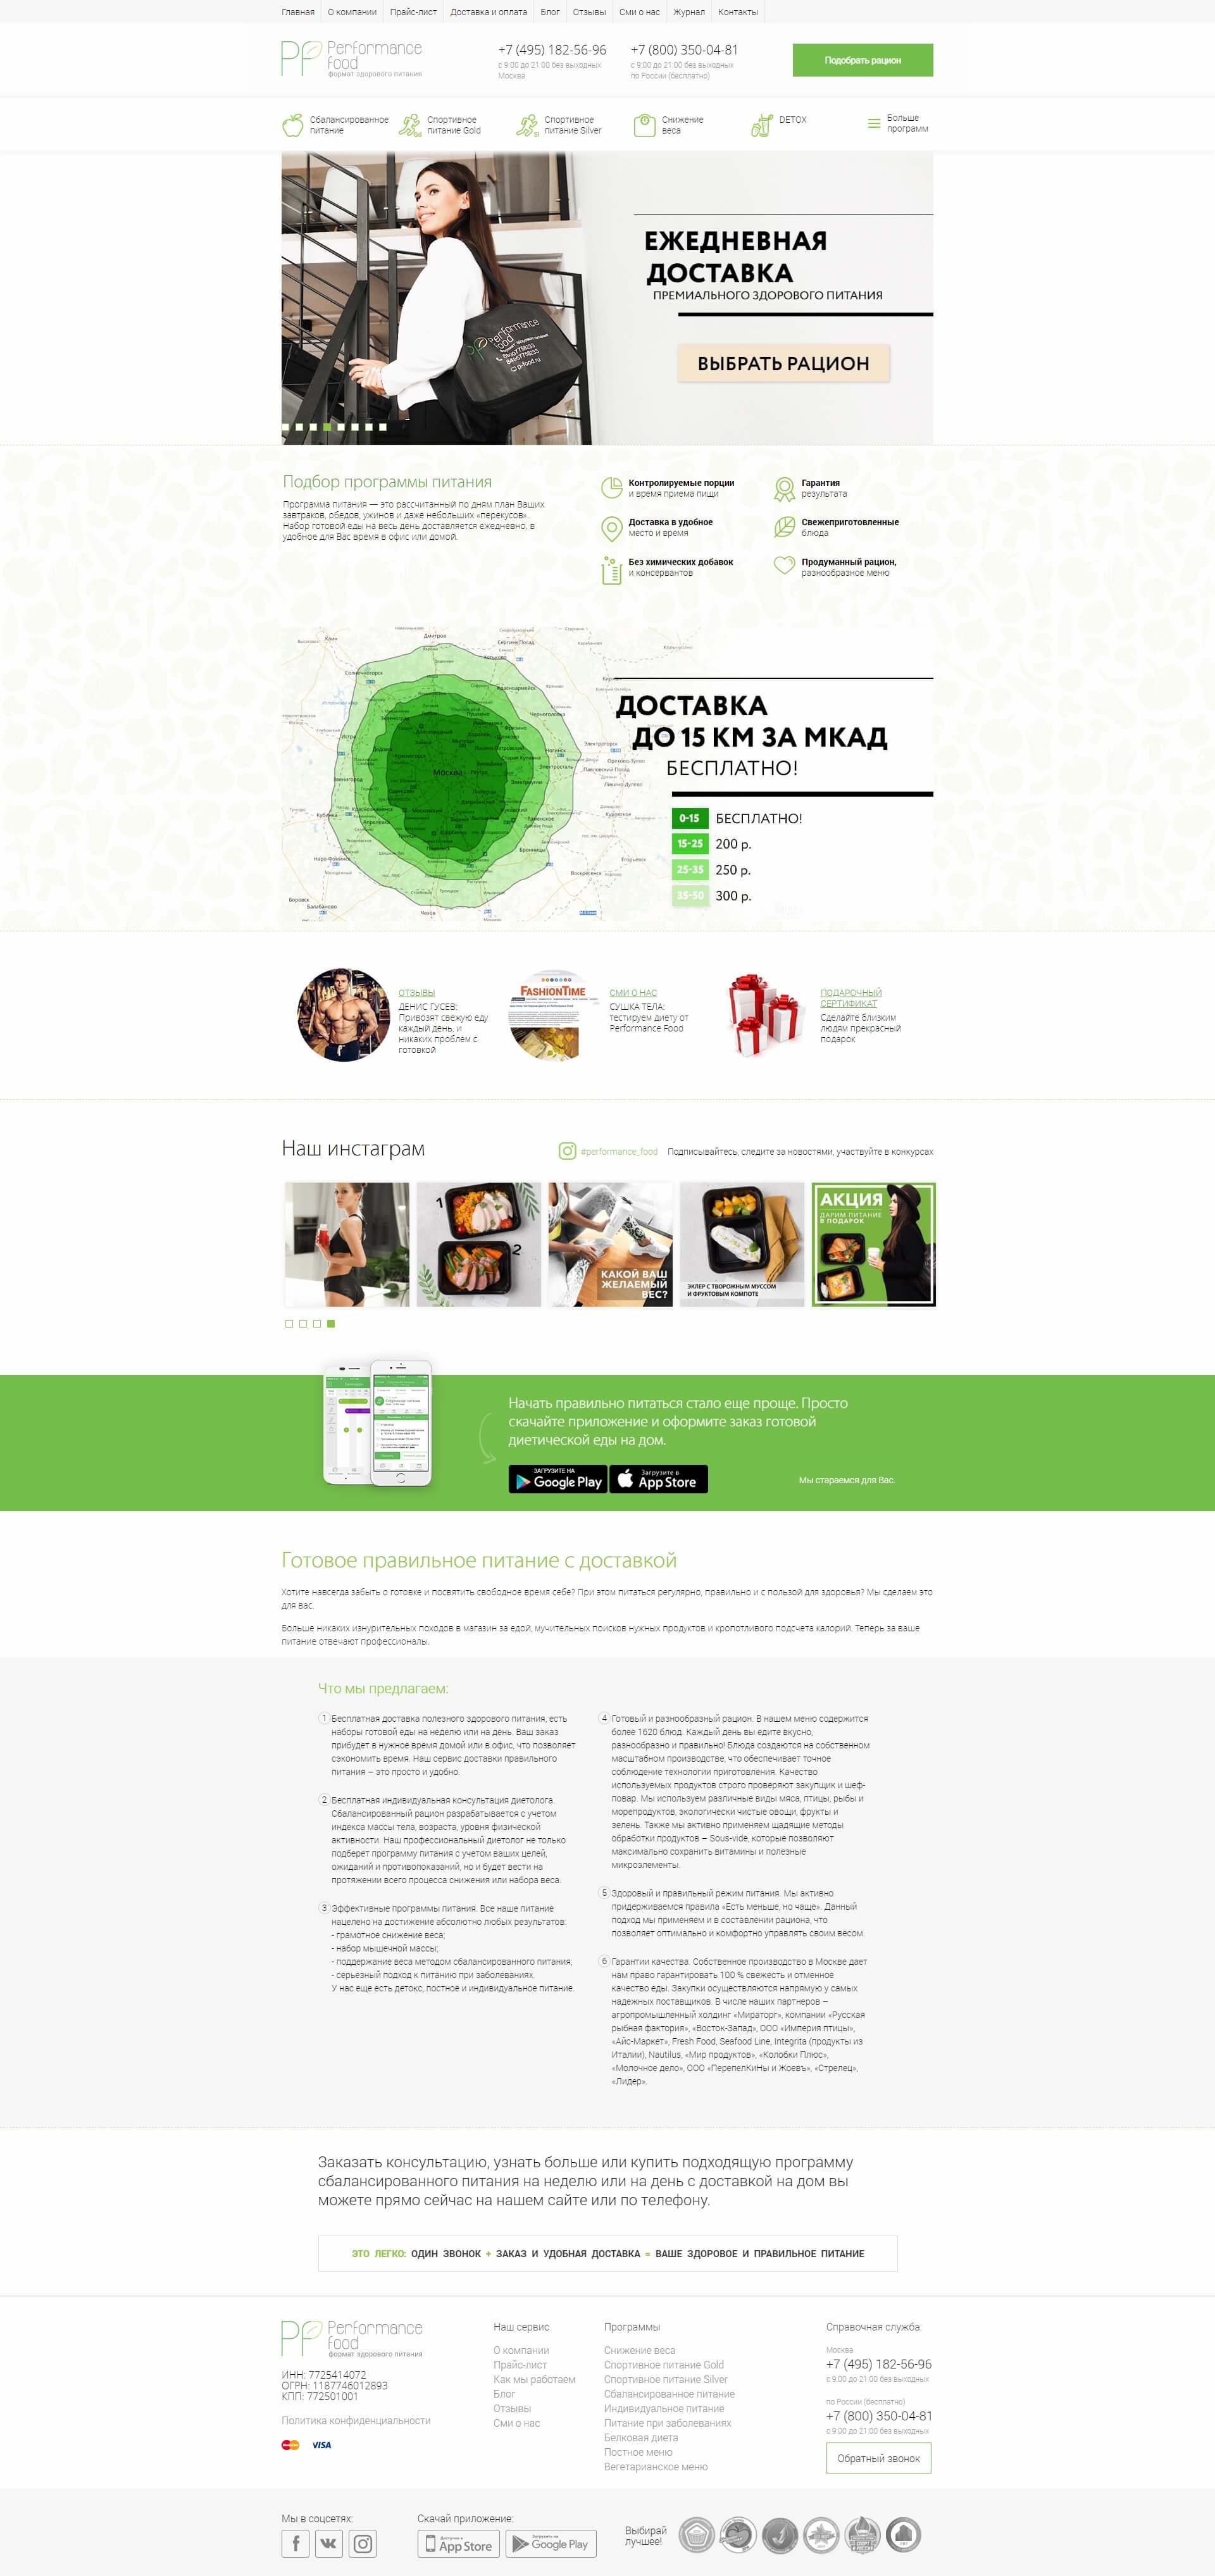 Главная О компании Прайс-лист Доставка и оплата Блог Отзывы Сми о нас Журнал Контакты
Performance
food
формат здорового питания
+7 (495) 182-56-96
с 9:00 до 21:00 без выходных
Москва
+7 (800) 350-04-81
с 9:00 до 21:00 без выходных
по России (бесплатно)
Подобрать рацион
Сбалансированное
питание
Спортивное
питание Gold
Спортивное
питание Silver
Снижение
веса
DETOX
Больше
программ
Performance
food
p-food.ru
ЕЖЕДНЕВНАЯ
ДОСТАВКА
ПРЕМИАЛЬНОГО ЗДОРОВОГО ПИТАНИЯ
ВЫБРАТЬ РАЦИОН
Подбор программы питания
Программа питания — это рассчитанный по дням план Ваших
завтраков, обедов, ужинов и даже небольших «перекусов».
Набор готовой еды на весь день доставляется ежедневно, в
удобное для Вас время в офис или домой.
Контролируемые порции
и время приема пищи
Гарантия
результата
Доставка в удобное
место и время
Свежеприготовленные
блюда
Без химических добавок
и консервантов
Продуманный рацион,
разнообразное меню
Москва
ДОСТАВКА
ДО 15 КМ ЗА МКАД
БЕСПЛАТНО!
0-15 БЕСПЛАТНО!
15-25 200 р.
25-35 250 р.
35-50 300 р.
ОТЗЫВЫ
ДЕНИС ГУСЕВ:
Привозят свежую еду
каждый день, и
никаких проблем с
готовкой
FASHIONTIME
СМИ О НАС
СУШКА ТЕЛА:
тестируем диету от
Performance Food
ПОДАРОЧНЫЙ
СЕРТИФИКАТ
Сделайте близким
людям прекрасный
подарок
Наш инстаграм
#performance_food Подписывайтесь, следите за новостями, участвуйте в конкурсах
1
2
КАКОЙ ВАШ
ЖЕЛАЕМЫЙ
ВЕС?
ЭКЛЕР С ТВОРОЖНЫМ МУССОМ
И ФРУКТОВЫМ КОМПОТЕ
АКЦИЯ
ДАРИМ ПИТАНИЕ
В ПОДАРОК
Начать правильно питаться стало еще проще. Просто
скачайте приложение и оформите заказ готовой
диетической еды на дом.
ЗАГРУЗИТЕ НА
Google Play
Загрузите в
App Store
Мы стараемся для Вас.
Готовое правильное питание с доставкой
Хотите навсегда забыть о готовке и посвятить свободное время себе? При этом питаться регулярно, правильно и с пользой для здоровья? Мы сделаем это
для вас.
Больше никаких изнурительных походов в магазин за едой, мучительных поисков нужных продуктов и кропотливого подсчета калорий. Теперь за ваше
питание отвечают профессионалы.
Что мы предлагаем:
1 Бесплатная доставка полезного здорового питания, есть
наборы готовой еды на неделю или на день. Ваш заказ
прибудет в нужное время домой или в офис, что позволяет
сэкономить время. Наш сервис доставки правильного
питания – это просто и удобно.
2 Бесплатная индивидуальная консультация диетолога.
Сбалансированный рацион разрабатывается с учетом
индекса массы тела, возраста, уровня физической
активности. Наш профессиональный диетолог не только
подберет программу питания с учетом ваших целей,
ожиданий и противопоказаний, но и будет вести на
протяжении всего процесса снижения или набора веса.
3 Эффективные программы питания. Все наше питание
нацелено на достижение абсолютно любых результатов:
- грамотное снижение веса;
- набор мышечной массы;
- поддержание веса методом сбалансированного питания;
- серьезный подход к питанию при заболеваниях.
У нас еще есть детокс, постное и индивидуальное питание.
4 Готовый и разнообразный рацион. В нашем меню содержится
более 1620 блюд. Каждый день вы едите вкусно,
разнообразно и правильно! Блюда создаются на собственном
масштабном производстве, что обеспечивает точное
соблюдение технологии приготовления. Качество
используемых продуктов строго проверяют закупщик и шеф-
повар. Мы используем различные виды мяса, птицы, рыбы и
морепродуктов, экологически чистые овощи, фрукты и
зелень. Также мы активно применяем щадящие методы
обработки продуктов – Sous-vide, которые позволяют
максимально сохранить витамины и полезные
микроэлементы.
5 Здоровый и правильный режим питания. Мы активно
придерживаемся правила «Есть меньше, но чаще». Данный
подход мы применяем и в составлении рациона, что
позволяет оптимально и комфортно управлять своим весом.
6 Гарантии качества. Собственное производство в Москве дает
нам право гарантировать 100 % свежесть и отменное
качество еды. Закупки осуществляются напрямую у самых
надежных поставщиков. В числе наших партнеров –
агропромышленный холдинг «Мираторг», компании «Русская
рыбная фактория», «Восток-Запад», ООО «Империя птицы»,
«Айс-Маркет», Fresh Food, Seafood Line, Integrita (продукты из
Италии), Nautilus, «Мир продуктов», «Колобки Плюс»,
«Молочное дело», ООО «ПерепелКиНы и Жоевъ», «Стрелец»,
«Лидер».
Заказать консультацию, узнать больше или купить подходящую программу
сбалансированного питания на неделю или на день с доставкой на дом вы
можете прямо сейчас на нашем сайте или по телефону.
ЭТО ЛЕГКО: ОДИН ЗВОНОК + ЗАКАЗ И УДОБНАЯ ДОСТАВКА = ВАШЕ ЗДОРОВОЕ И ПРАВИЛЬНОЕ ПИТАНИЕ
Performance
food
формат здорового питания
ИНН: 7725414072
ОГРН: 1187746012893
КПП: 772501001
Политика конфиденциальности
VISA
Наш сервис
О компании
Прайс-лист
Как мы работаем
Блог
Отзывы
Сми о нас
Программы
Снижение веса
Спортивное питание Gold
Спортивное питание Silver
Сбалансированное питание
Индивидуальное питание
Питание при заболеваниях
Белковая диета
Постное меню
Вегетарианское меню
Справочная служба:
Москва
+7 (495) 182-56-96
с 9:00 до 21:00 без выходных
по России (бесплатно)
+7 (800) 350-04-81
с 9:00 до 21:00 без выходных
Обратный звонок
Мы в соцсетях:
Скачай приложение:
App Store
Google Play
Выбирай
лучшее!